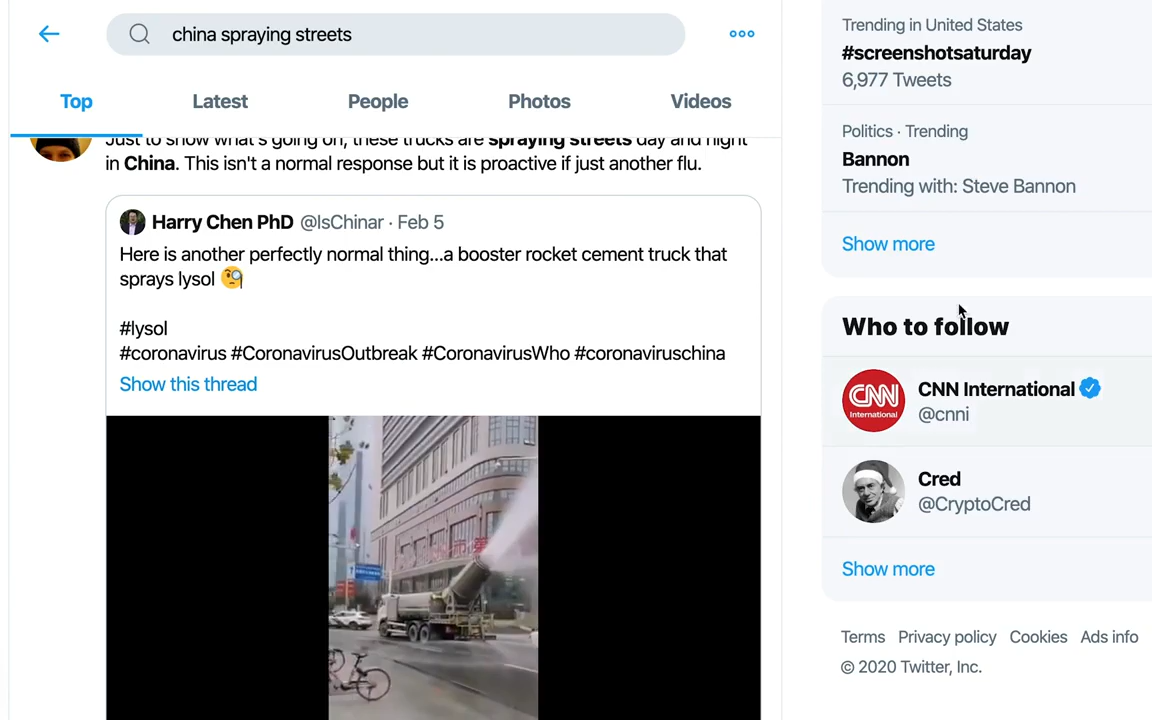 china spraying streets
Top Latest People Photos Videos
Just to show what's going on, these trucks are spraying streets day and night
in China. This isn't a normal response but it is proactive if just another flu.
Harry Chen PhD @IsChinar · Feb 5
Here is another perfectly normal thing...a booster rocket cement truck that
sprays lysol 🧐
#lysol
#coronavirus #CoronavirusOutbreak #CoronavirusWho #coronaviruschina
Show this thread
Trending in United States
#screenshotsaturday
6,977 Tweets
Politics · Trending
Bannon
Trending with: Steve Bannon
Show more
Who to follow
CNN
International
CNN International
@cnni
Cred
@CryptoCred
Show more
Terms Privacy policy Cookies Ads info
© 2020 Twitter, Inc.